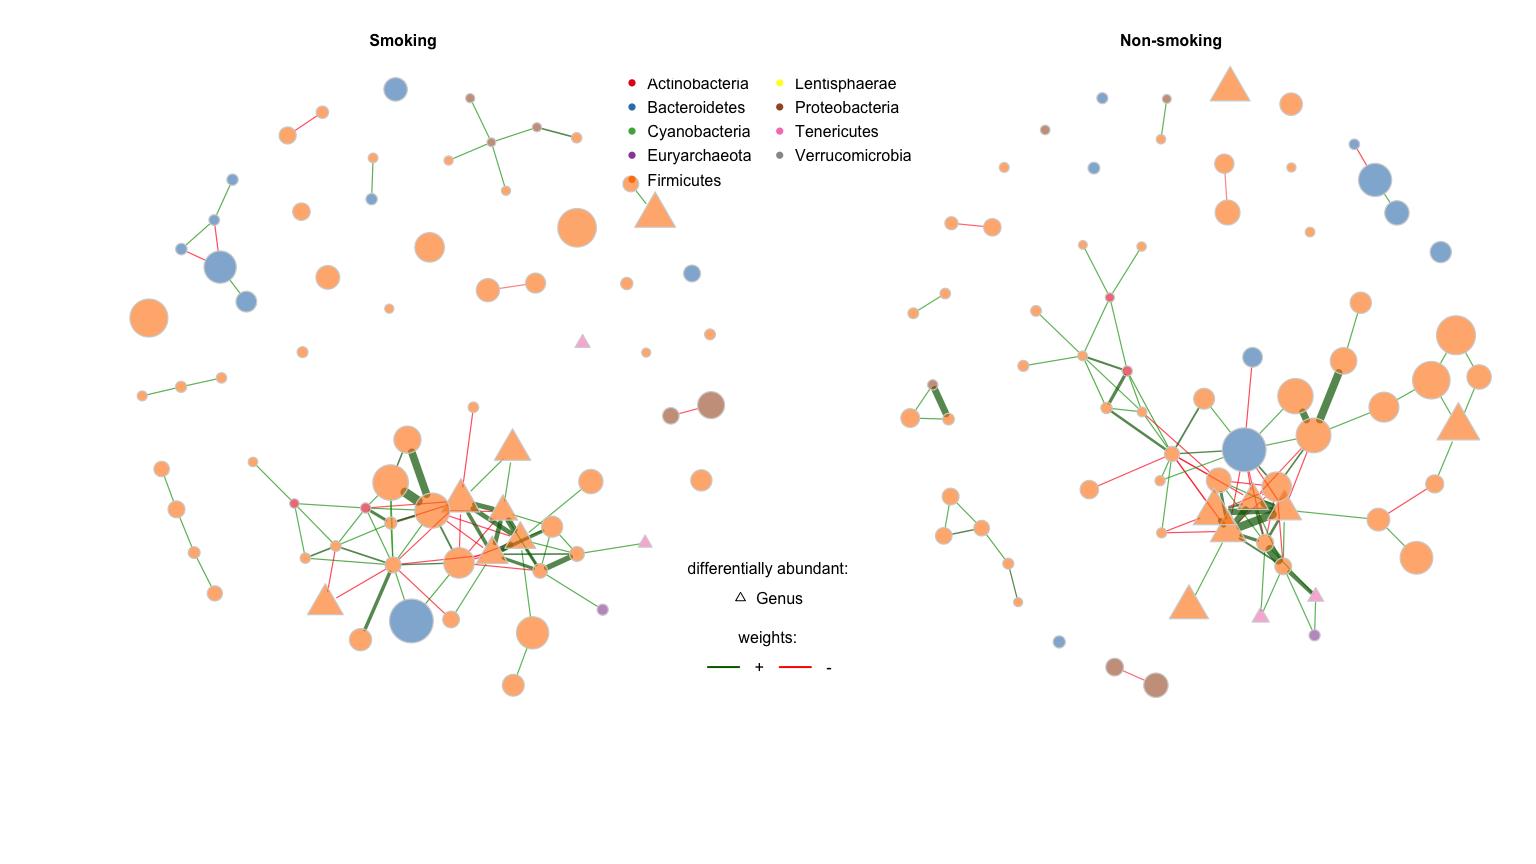 Smoking
Non-smoking
Actinobacteria
Lentisphaerae
Bacteroidetes
Proteobacteria
Cyanobacteria
Tenericutes
Euryarchaeota
Verrucomicrobia
Firmicutes
differentially abundant:
Genus
weights:
+ -